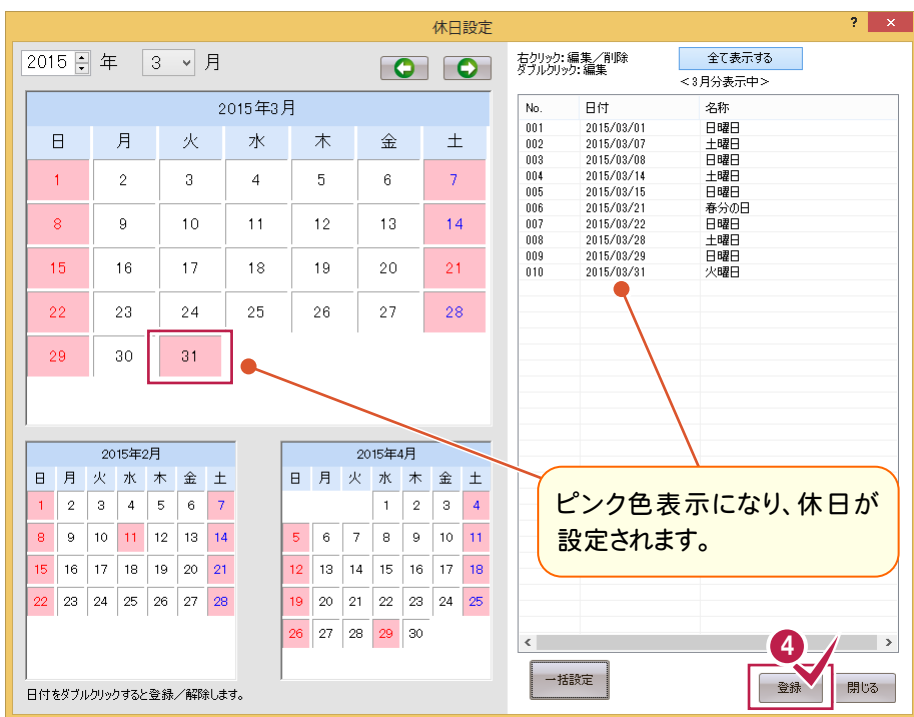 休日設定
? ×
2015 年 3 月
2015年3月
日 月 火 水 木 金 土
1 2 3 4 5 6 7
8 9 10 11 12 13 14
15 16 17 18 19 20 21
22 23 24 25 26 27 28
29 30 31
2015年2月
日 月 火 水 木 金 土
1 2 3 4 5 6 7
8 9 10 11 12 13 14
15 16 17 18 19 20 21
22 23 24 25 26 27 28
2015年4月
日 月 火 水 木 金 土
1 2 3 4
5 6 7 8 9 10 11
12 13 14 15 16 17 18
19 20 21 22 23 24 25
26 27 28 29 30
日付をダブルクリックすると登録/解除します。
右クリック:編集/削除
ダブルクリック:編集
全て表示する
<3月分表示中>
No. 日付 名称
001 2015/03/01 日曜日
002 2015/03/07 土曜日
003 2015/03/08 日曜日
004 2015/03/14 土曜日
005 2015/03/15 日曜日
006 2015/03/21 春分の日
007 2015/03/22 日曜日
008 2015/03/28 土曜日
009 2015/03/29 日曜日
010 2015/03/31 火曜日
ピンク色表示になり、休日が
設定されます。
4
一括設定
登録
閉じる